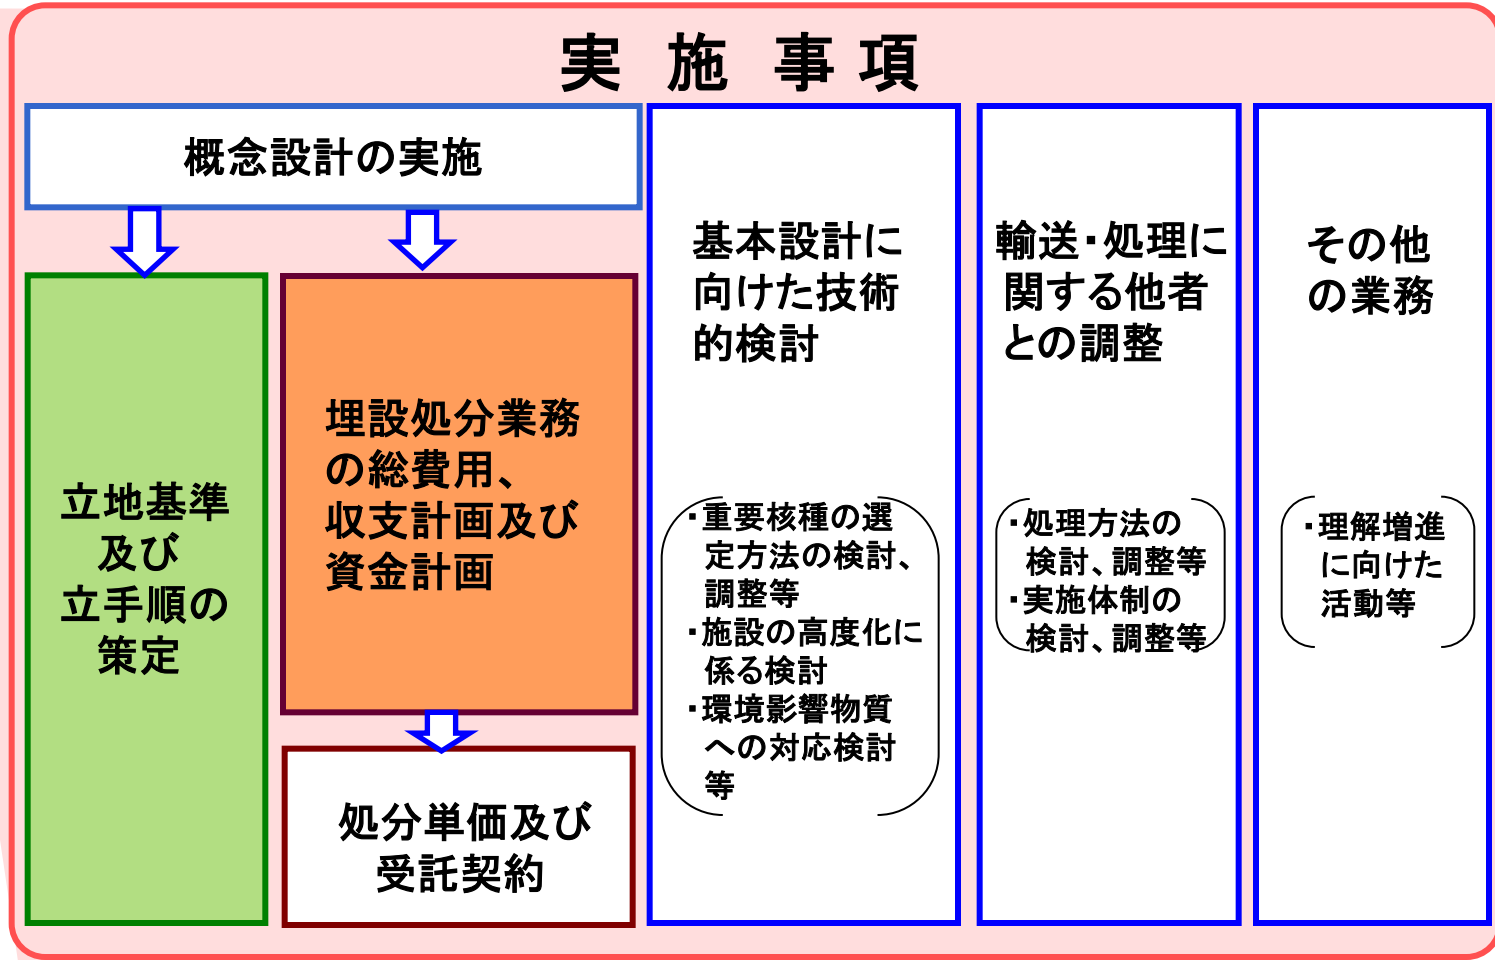 実 施 事 項
概念設計の実施
立地基準
及び
立手順の
策定
埋設処分業務
の総費用、
収支計画及び
資金計画
処分単価及び
受託契約
基本設計に
向けた技術
的検討
・重要核種の選
定方法の検討、
調整等
・施設の高度化に
係る検討
・環境影響物質
への対応検討
等
輸送・処理に
関する他者
との調整
・処理方法の
検討、調整等
・実施体制の
検討、調整等
その他
の業務
・理解増進
に向けた
活動等